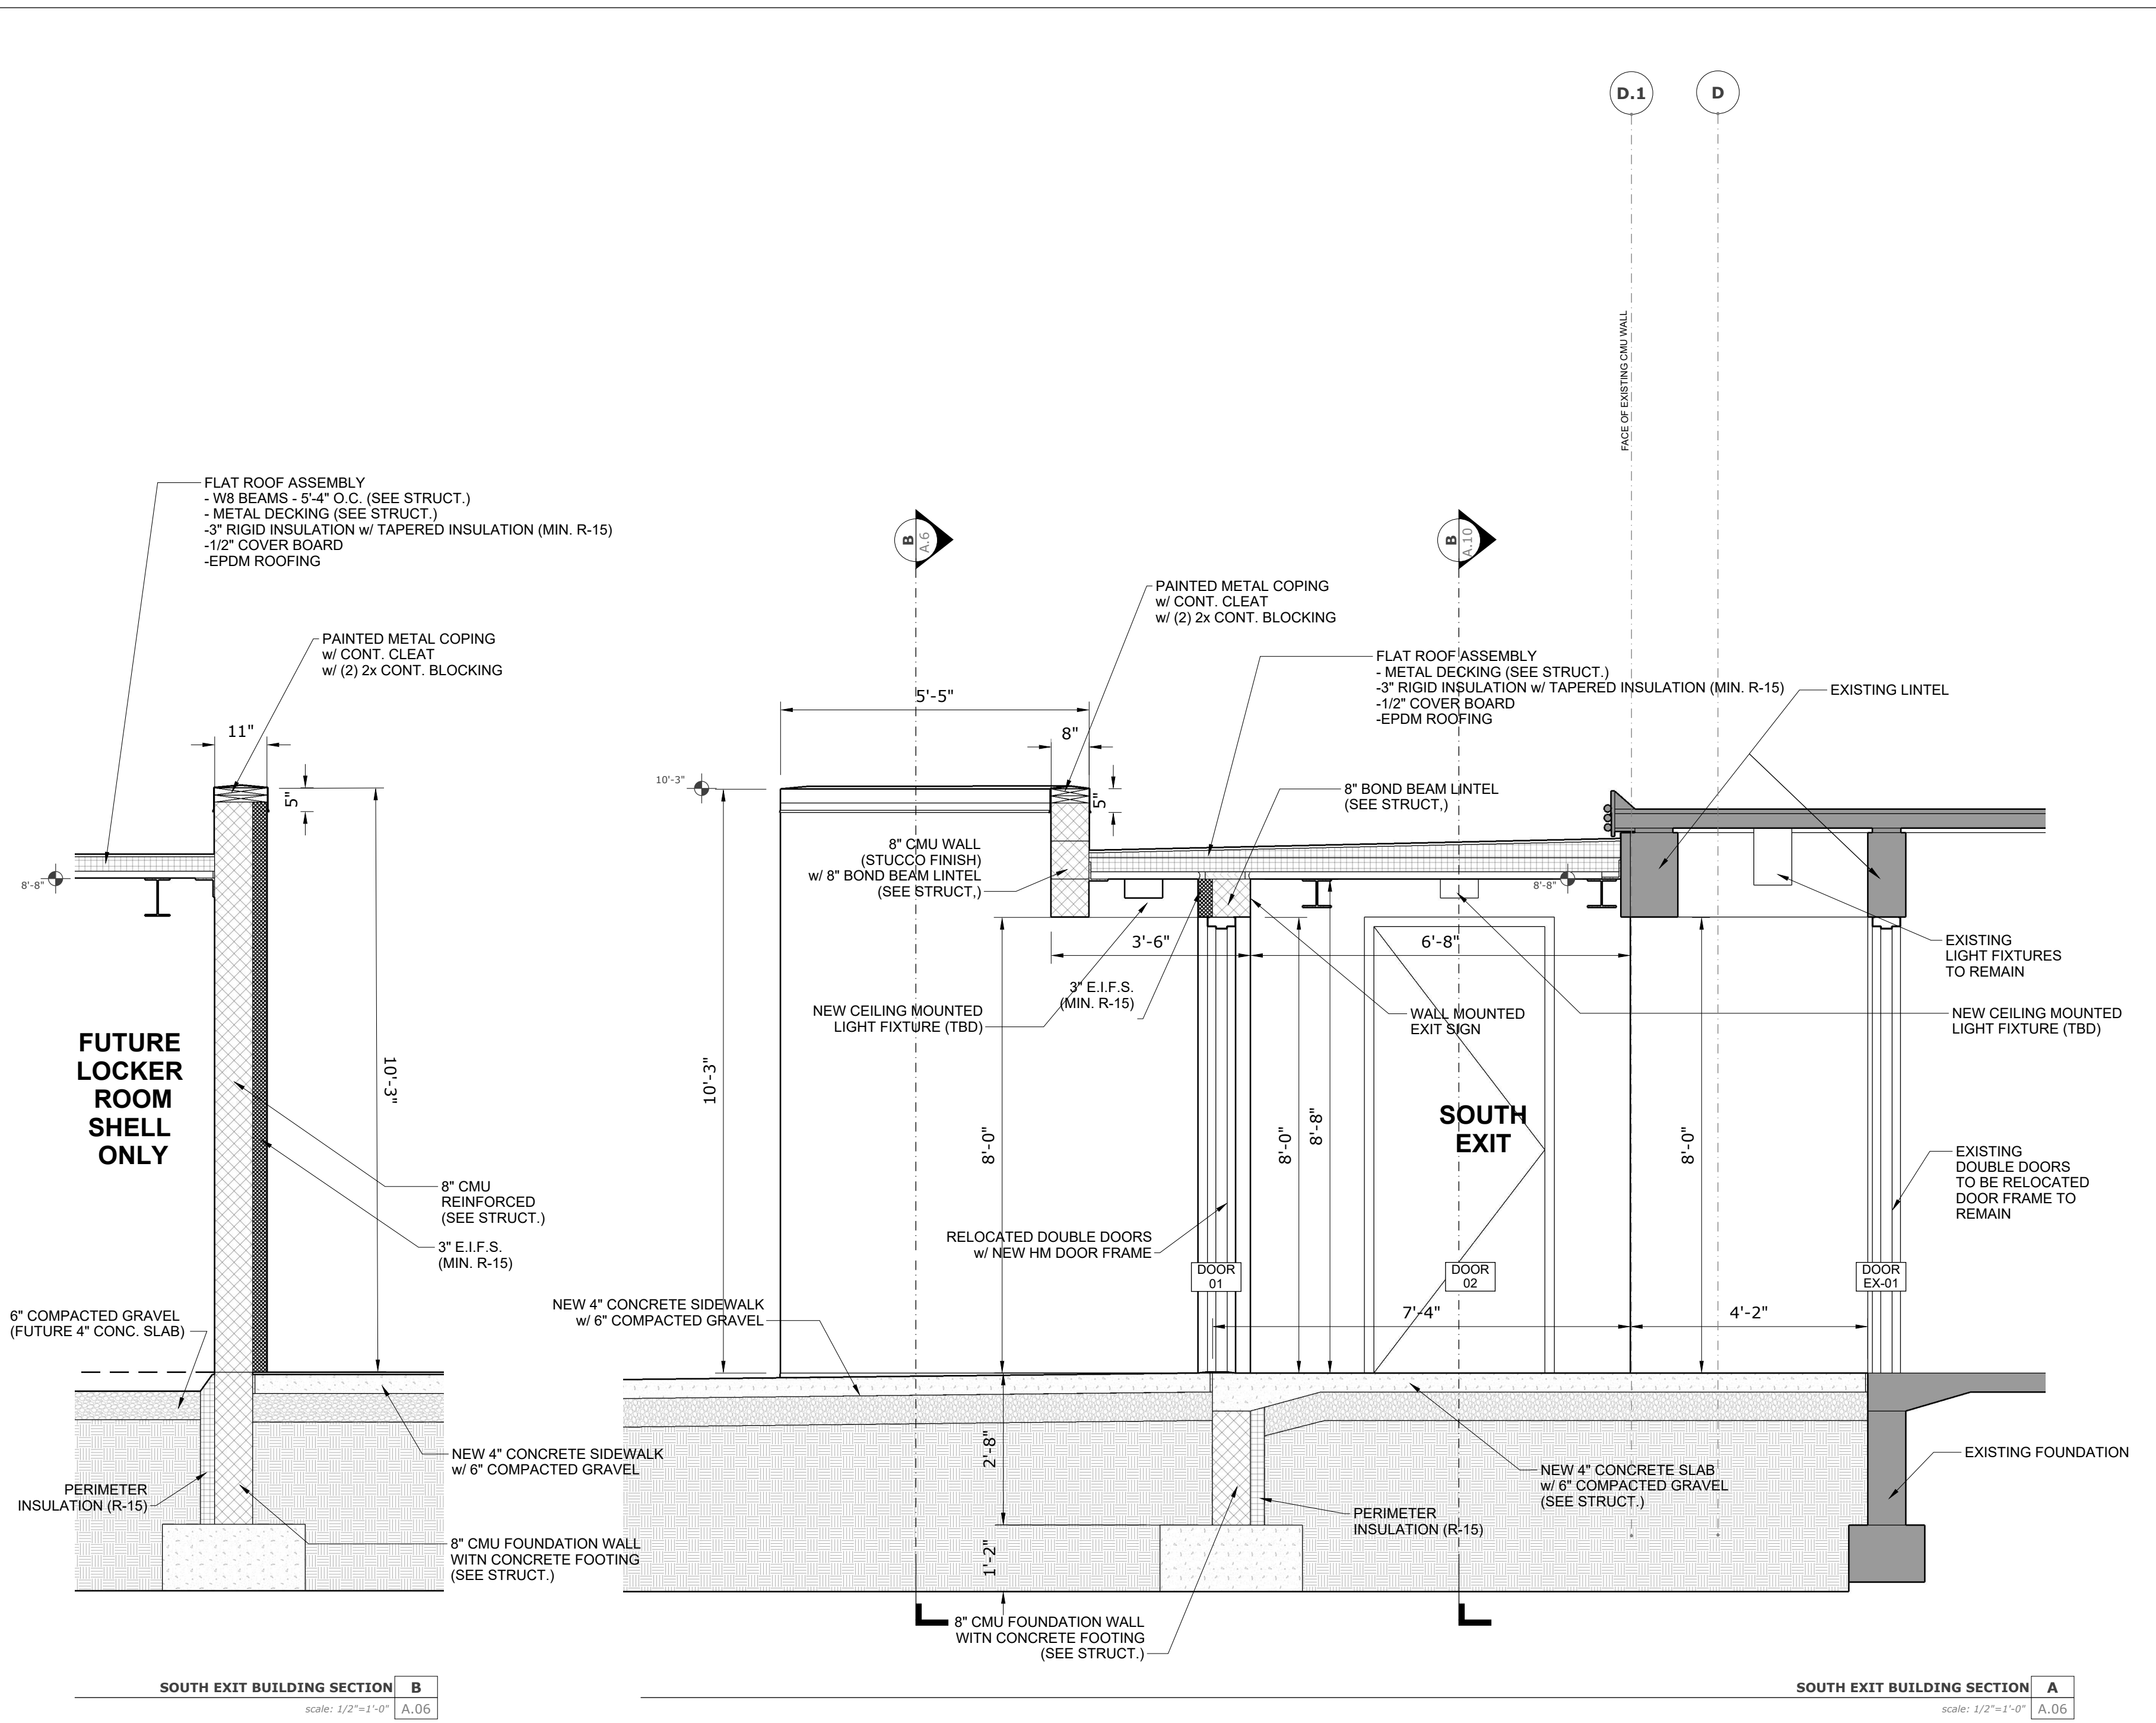 D.1
D
FACE OF EXISTING CMU WALL
FLAT ROOF ASSEMBLY
- W8 BEAMS - 5'-4" O.C. (SEE STRUCT.)
- METAL DECKING (SEE STRUCT.)
-3" RIGID INSULATION w/ TAPERED INSULATION (MIN. R-15)
-1/2" COVER BOARD
-EPDM ROOFING
PAINTED METAL COPING
w/ CONT. CLEAT
w/ (2) 2x CONT. BLOCKING
11"
5"
8'-8"
10'-3"
FUTURE
LOCKER
ROOM
SHELL
ONLY
8" CMU
REINFORCED
(SEE STRUCT.)
3" E.I.F.S.
(MIN. R-15)
6" COMPACTED GRAVEL
(FUTURE 4" CONC. SLAB)
NEW 4" CONCRETE SIDEWALK
w/ 6" COMPACTED GRAVEL
PERIMETER
INSULATION (R-15)
8" CMU FOUNDATION WALL
WITN CONCRETE FOOTING
(SEE STRUCT.)
SOUTH EXIT BUILDING SECTION B
scale: 1/2"=1'-0" A.06
B
A.6
B
A.10
PAINTED METAL COPING
w/ CONT. CLEAT
w/ (2) 2x CONT. BLOCKING
FLAT ROOF ASSEMBLY
- METAL DECKING (SEE STRUCT.)
-3" RIGID INSULATION w/ TAPERED INSULATION (MIN. R-15)
-1/2" COVER BOARD
-EPDM ROOFING
EXISTING LINTEL
5'-5"
8"
10'-3"
5"
8" BOND BEAM LINTEL
(SEE STRUCT,)
8" CMU WALL
(STUCCO FINISH)
w/ 8" BOND BEAM LINTEL
(SEE STRUCT,)
8'-8"
3'-6"
6'-8"
EXISTING
LIGHT FIXTURES
TO REMAIN
3" E.I.F.S.
(MIN. R-15)
NEW CEILING MOUNTED
LIGHT FIXTURE (TBD)
WALL MOUNTED
EXIT SIGN
NEW CEILING MOUNTED
LIGHT FIXTURE (TBD)
10'-3"
8'-0"
8'-0"
8'-8"
SOUTH
EXIT
8'-0"
EXISTING
DOUBLE DOORS
TO BE RELOCATED
DOOR FRAME TO
REMAIN
RELOCATED DOUBLE DOORS
w/ NEW HM DOOR FRAME
DOOR
01
DOOR
02
DOOR
EX-01
NEW 4" CONCRETE SIDEWALK
w/ 6" COMPACTED GRAVEL
7'-4"
4'-2"
2'-8"
1'-2"
EXISTING FOUNDATION
NEW 4" CONCRETE SLAB
w/ 6" COMPACTED GRAVEL
(SEE STRUCT.)
PERIMETER
INSULATION (R-15)
8" CMU FOUNDATION WALL
WITN CONCRETE FOOTING
(SEE STRUCT.)
SOUTH EXIT BUILDING SECTION A
scale: 1/2"=1'-0" A.06